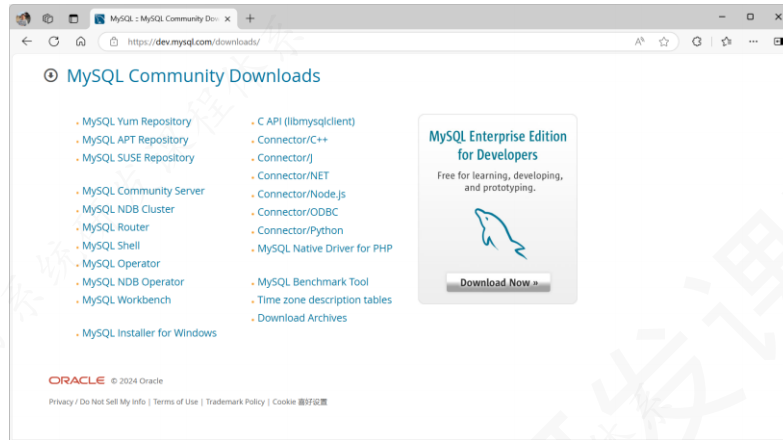 MySQL :: MySQL Community Dow
https://dev.mysql.com/downloads/
MySQL Community Downloads
MySQL Yum Repository
MySQL APT Repository
MySQL SUSE Repository
MySQL Community Server
MySQL NDB Cluster
MySQL Router
MySQL Shell
MySQL Operator
MySQL NDB Operator
MySQL Workbench
MySQL Installer for Windows
C API (libmysqlclient)
Connector/C++
Connector/J
Connector/NET
Connector/Node.js
Connector/ODBC
Connector/Python
MySQL Native Driver for PHP
MySQL Benchmark Tool
Time zone description tables
Download Archives
MySQL Enterprise Edition
for Developers
Free for learning, developing,
and prototyping.
Download Now »
ORACLE © 2024 Oracle
Privacy / Do Not Sell My Info | Terms of Use | Trademark Policy | Cookie 喜好设置